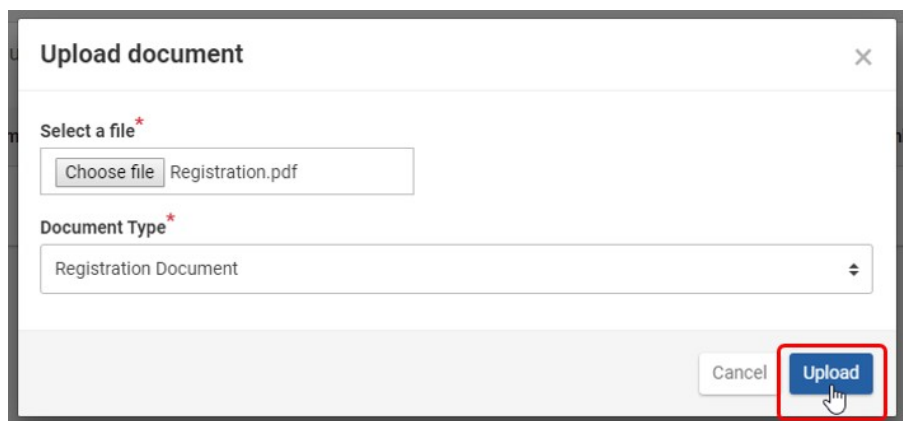 Upload document
×
Select a file*
Choose file Registration.pdf
Document Type*
Registration Document
Cancel Upload